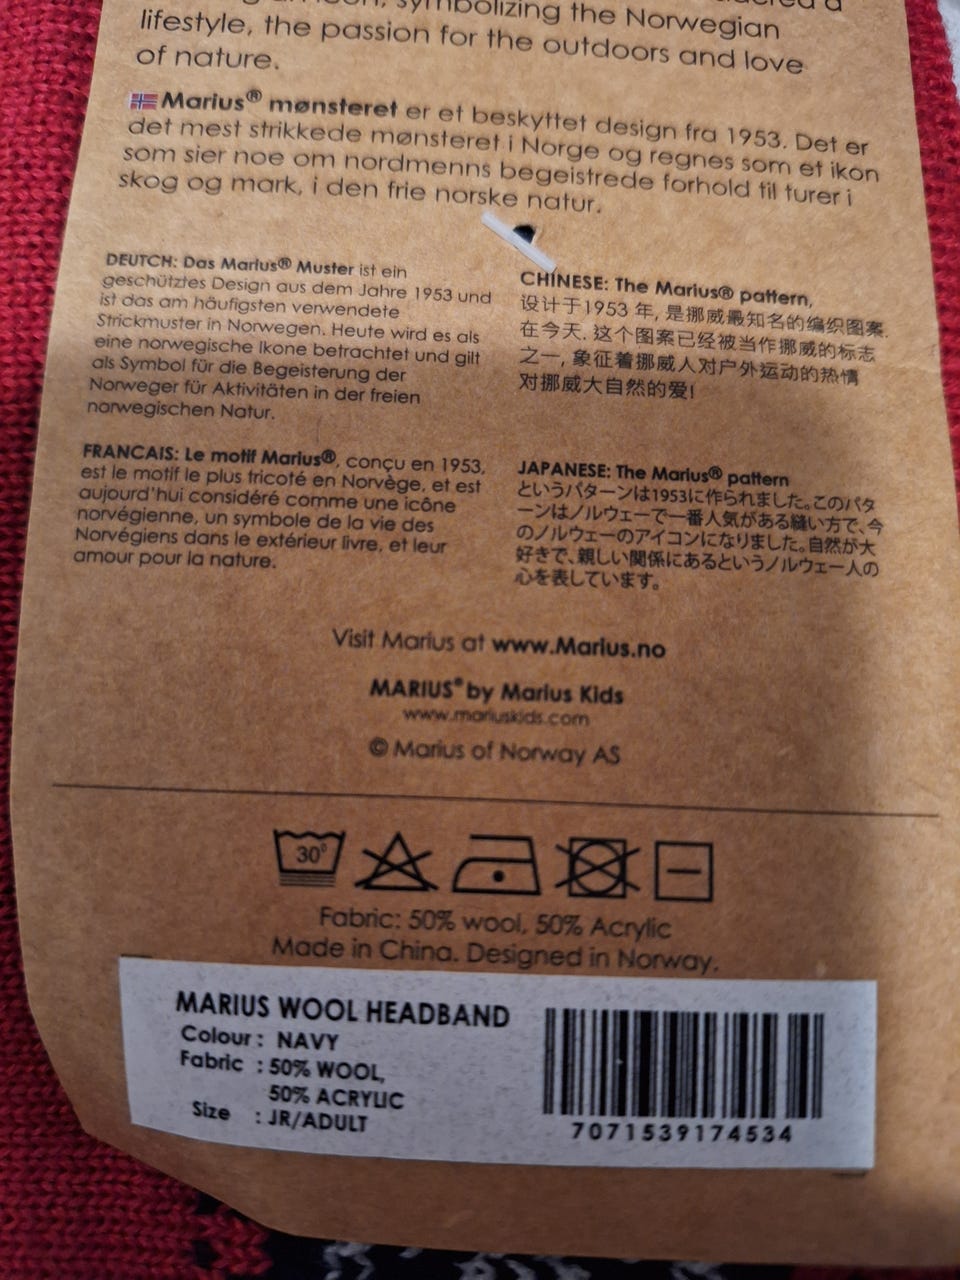 symbolizing the Norwegian
lifestyle, the passion for the outdoors and love
of nature.
Marius® mønsteret er et beskyttet design fra 1953. Det er
det mest strikkede mønsteret i Norge og regnes som et ikon
som sier noe om nordmenns begeistrede forhold til turer i
skog og mark, i den frie norske natur.
DEUTCH: Das Marius® Muster ist ein
geschütztes Design aus dem Jahre 1953 und
ist das am häufigsten verwendete
Strickmuster in Norwegen. Heute wird es als
eine norwegische Ikone betrachtet und gilt
als Symbol für die Begeisterung der
Norweger für Aktivitäten in der freien
norwegischen Natur.
CHINESE: The Marius® pattern,
设计于1953 年, 是挪威最知名的编织图案.
在今天. 这个图案已经被当作挪威的标志
之一, 象征着挪威人对户外运动的热情
对挪威大自然的爱!
FRANCAIS: Le motif Marius®, conçu en 1953,
est le motif le plus tricoté en Norvège, et est
aujourd'hui considéré comme une icône
norvégienne, un symbole de la vie des
Norvégiens dans le extérieur livre, et leur
amour pour la nature.
JAPANESE: The Marius® pattern
というパターンは1953に作られました。このパタ
ーンはノルウェーで一番人気がある縫い方で、今
のノルウェーのアイコンになりました。自然が大
好きで、親しい関係にあるというノルウェー人の
心を表しています。
Visit Marius at www.Marius.no
MARIUS® by Marius Kids
www.mariuskids.com
© Marius of Norway AS
30°
Fabric: 50% wool, 50% Acrylic
Made in China. Designed in Norway.
MARIUS WOOL HEADBAND
Colour : NAVY
Fabric : 50% WOOL,
50% ACRYLIC
Size : JR/ADULT
7071539174534